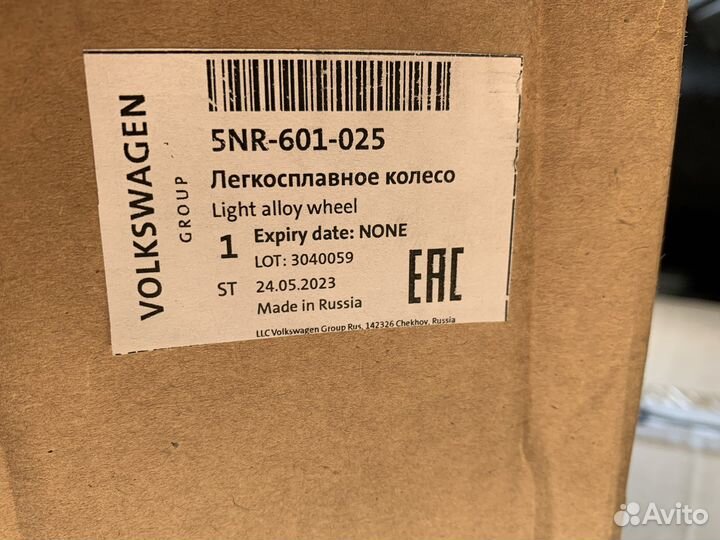 VOLKSWAGEN
GROUP
5NR-601-025
Легкосплавное колесо
Light alloy wheel
1 Expiry date: NONE
LOT: 3040059
ST 24.05.2023
Made in Russia
EAC
LLC Volkswagen Group Rus, 142326 Chekhov, Russia
Avito